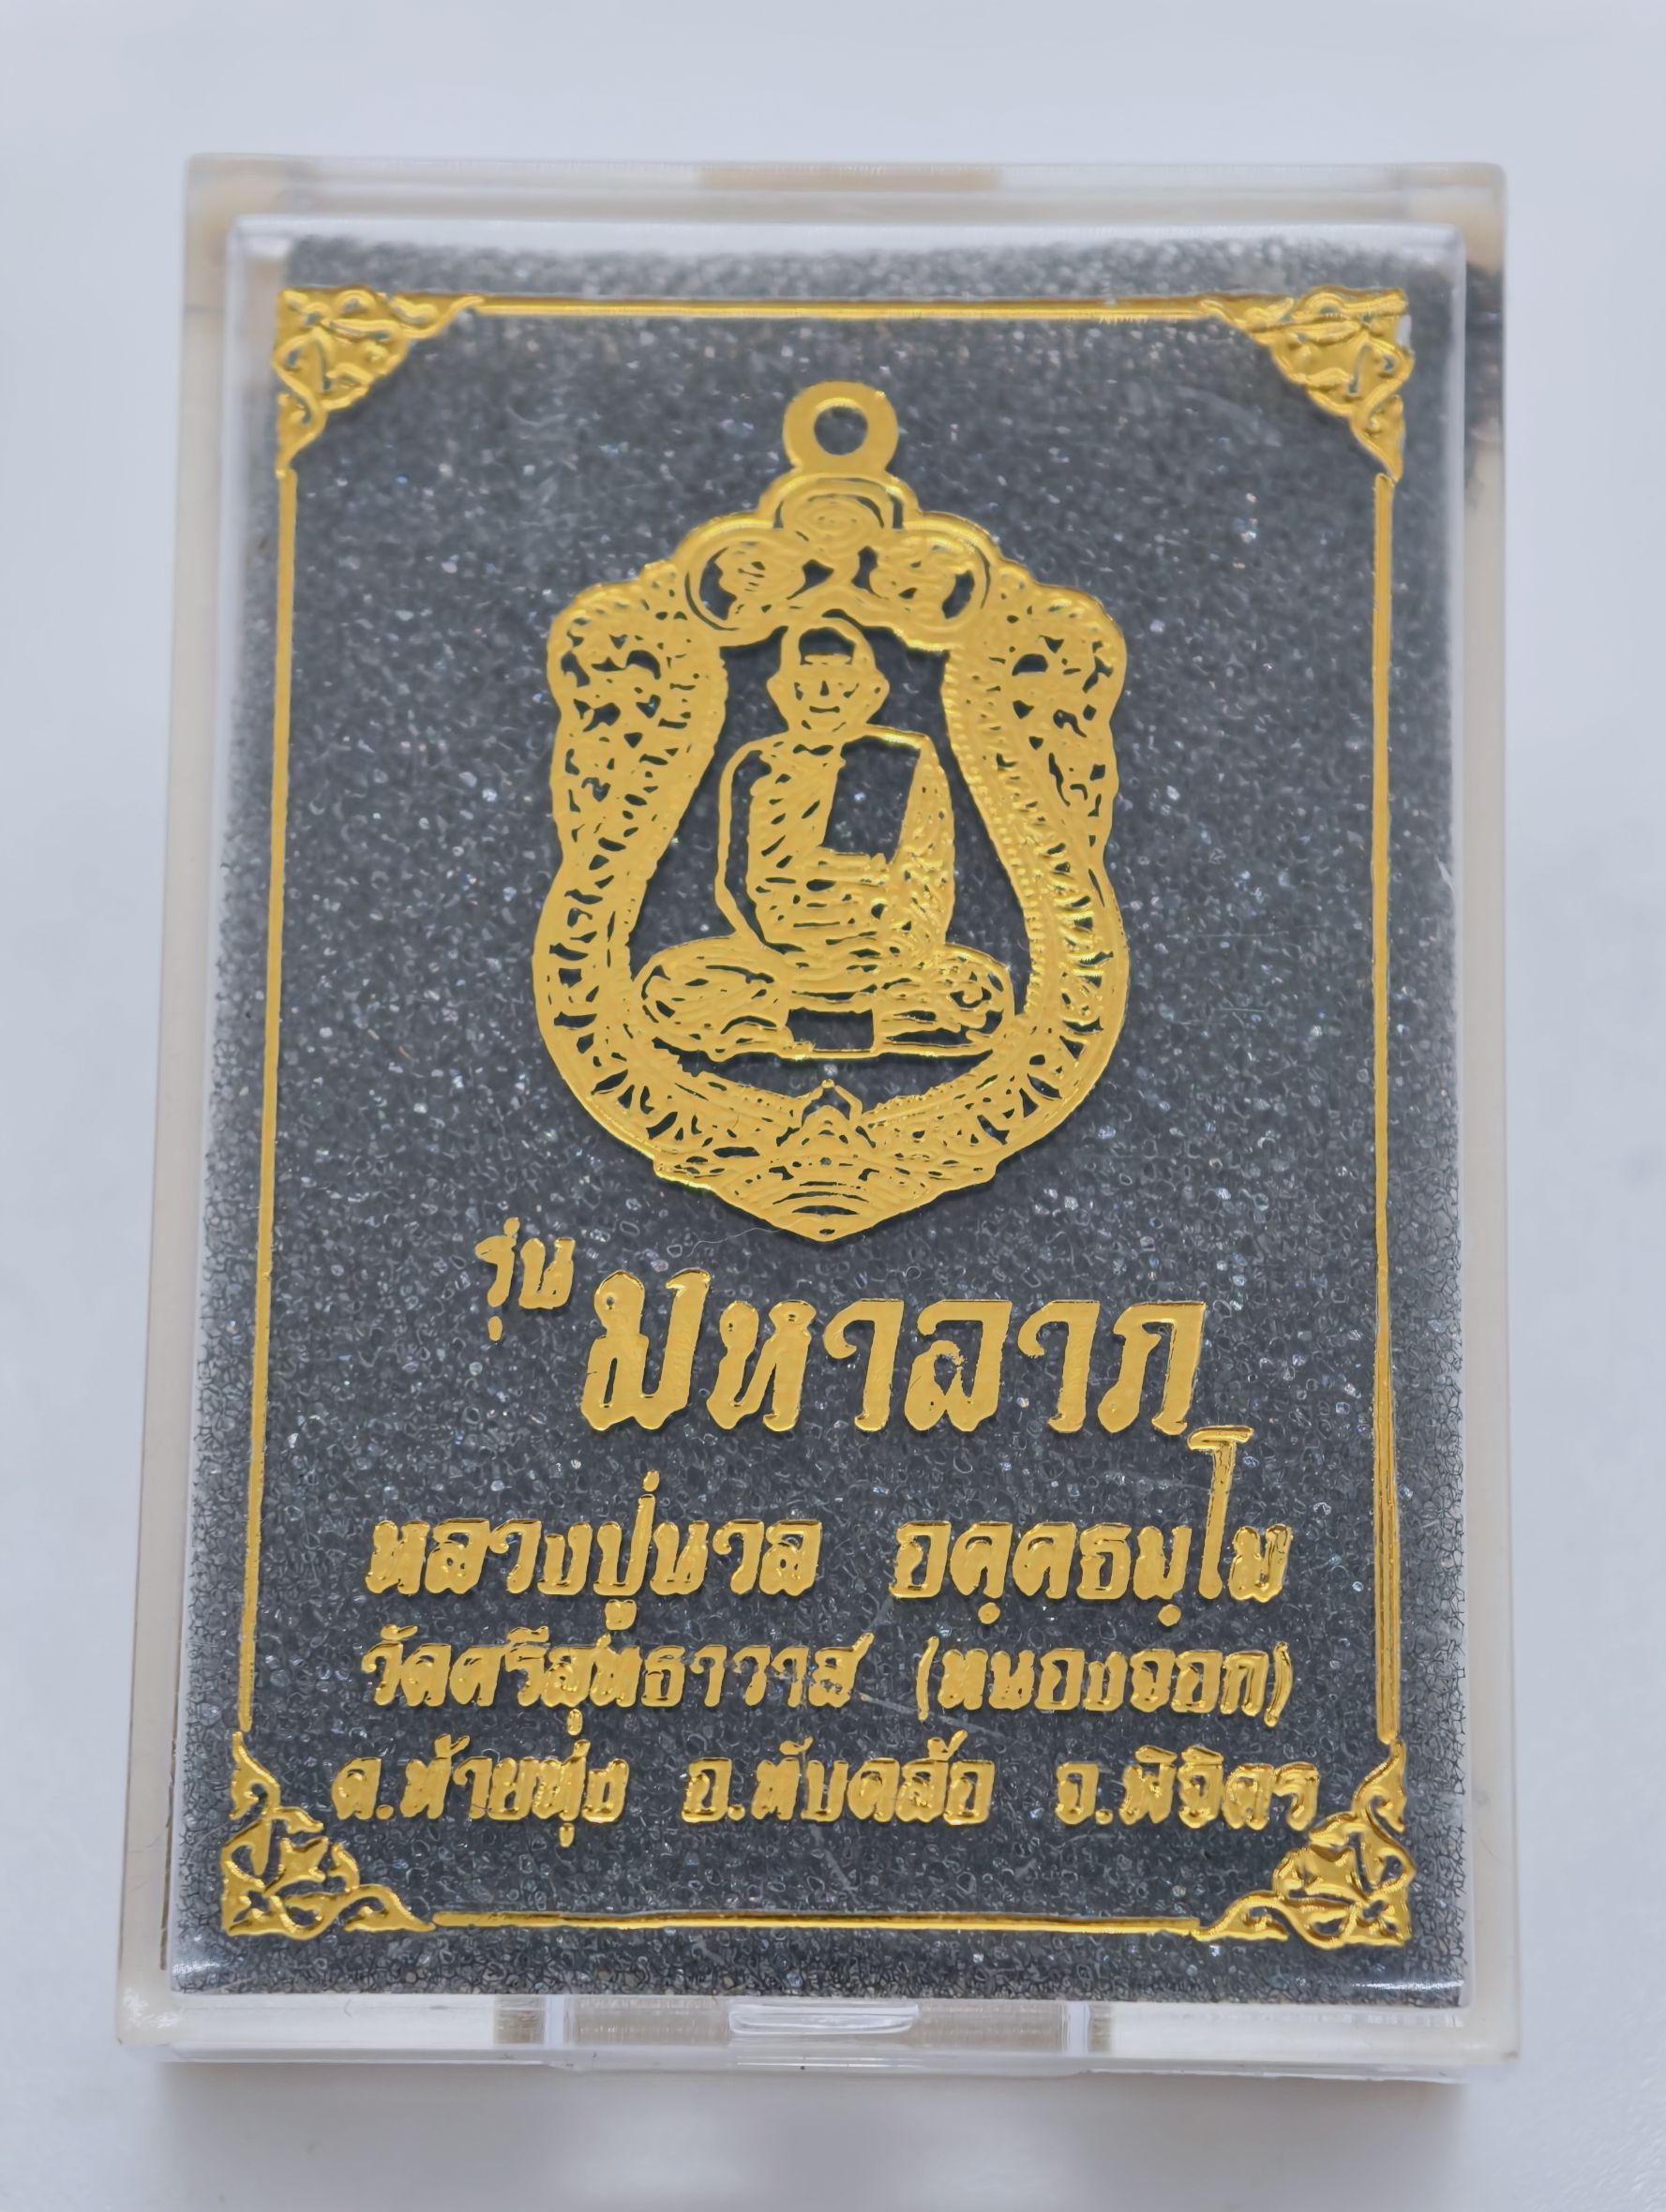 รุ่น มหาลาภ
หลวงปู่นวล อคฺคธมฺโม
วัดศรีสุทธาวาส (หนองจอก)
ต.ท้ายทุ่ง อ.ทับคล้อ จ.พิจิตร